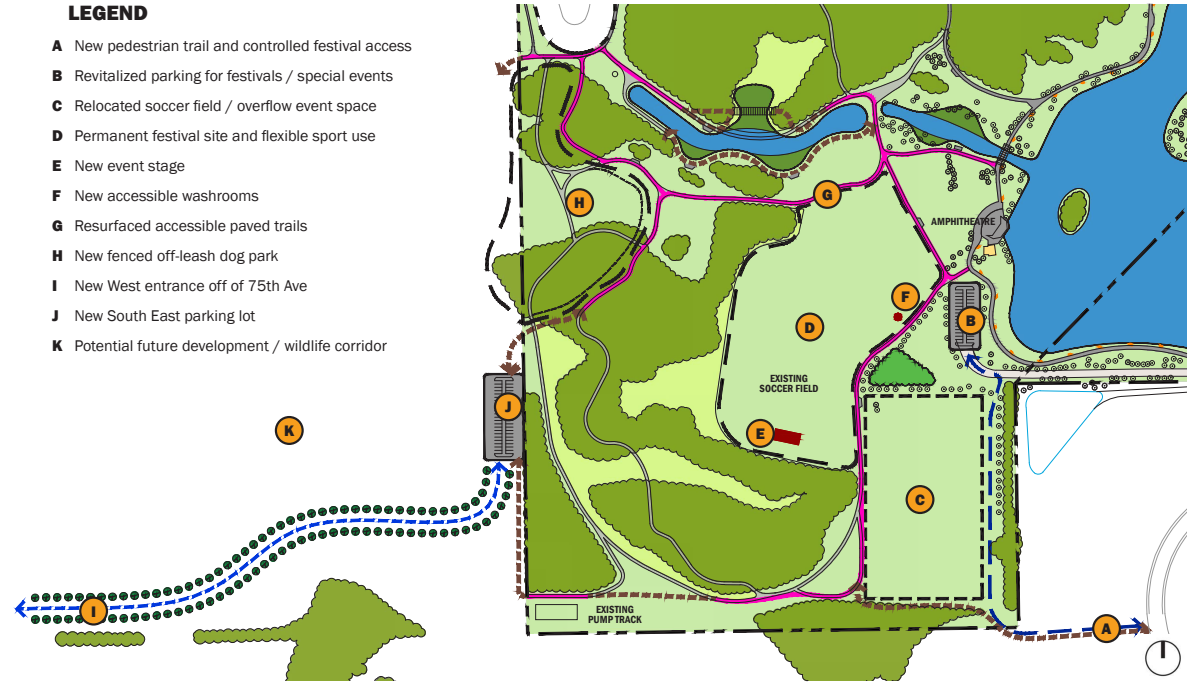 LEGEND
A New pedestrian trail and controlled festival access
B Revitalized parking for festivals / special events
C Relocated soccer field / overflow event space
D Permanent festival site and flexible sport use
E New event stage
F New accessible washrooms
G Resurfaced accessible paved trails
H New fenced off-leash dog park
I New West entrance off of 75th Ave
J New South East parking lot
K Potential future development / wildlife corridor
H
G
AMPHITHEATRE
F
B
D
EXISTING
SOCCER FIELD
J
K
E
C
I
EXISTING
PUMP TRACK
A